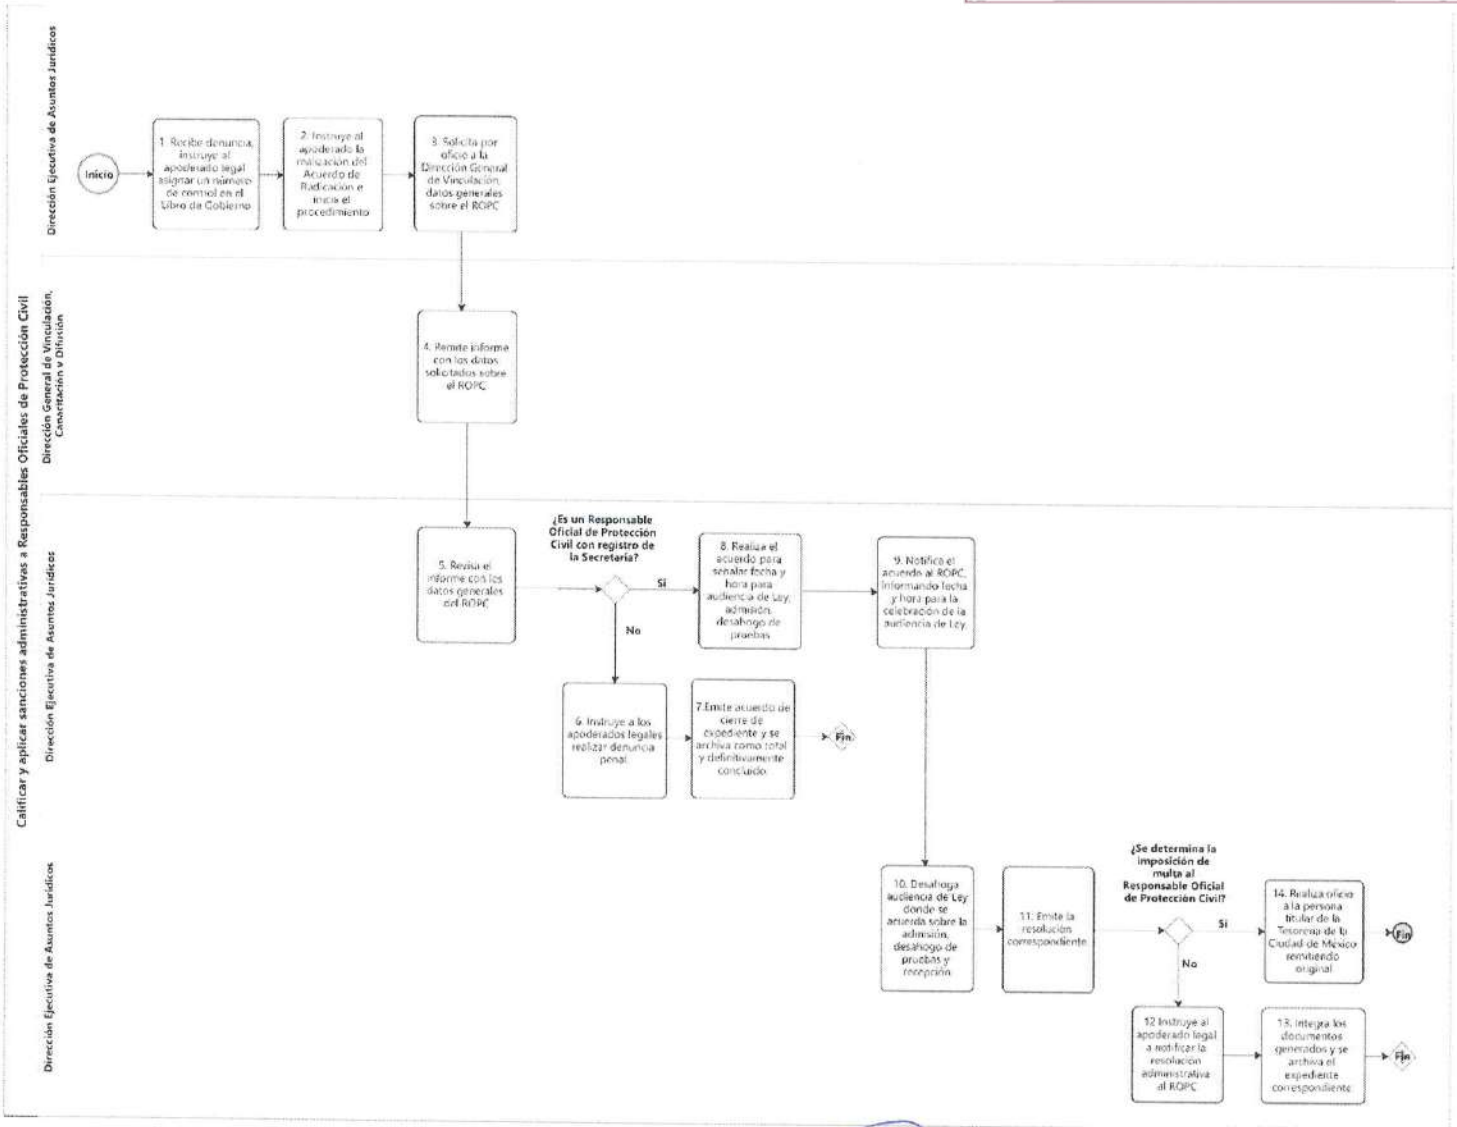 Calificar y aplicar sanciones administrativas a Responsables Oficiales de Protección Civil
Dirección Ejecutiva de Asuntos Jurídicos
Inicio
1. Recibe denuncia,
instruye al
apoderado legal
asignar un número
de control en el
Libro de Gobierno
2. Instruye al
apoderado la
realización del
Acuerdo de
Radicación e
inicia el
procedimiento
3. Solicita por
oficio a la
Dirección General
de Vinculación,
datos generales
sobre el ROPC
Dirección General de Vinculación,
Capacitación y Difusión
4. Remite informe
con los datos
solicitados sobre
el ROPC
Dirección Ejecutiva de Asuntos Jurídicos
5. Revisa el
informe con los
datos generales
del ROPC
¿Es un Responsable
Oficial de Protección
Civil con registro de
la Secretaría?
Si
No
8. Realiza el
acuerdo para
señalar fecha y
hora para
audiencia de Ley,
admisión,
desahogo de
pruebas
9. Notifica el
acuerdo al ROPC,
informando fecha
y hora para la
celebración de la
audiencia de Ley.
6. Instruye a los
apoderados legales
realizar denuncia
penal
7.Emite acuerdo de
cierre de
expediente y se
archiva como total
y definitivamente
concluido
Fin
Dirección Ejecutiva de Asuntos Jurídicos
10. Desahoga
audiencia de Ley
donde se
acuerda sobre la
admisión,
desahogo de
pruebas y
recepción
11. Emite la
resolución
correspondiente
¿Se determina la
imposición de
multa al
Responsable Oficial
de Protección Civil?
Si
No
14. Realiza oficio
a la persona
titular de la
Tesorería de la
Ciudad de México
remitiendo
original
Fin
12 Instruye al
apoderado legal
a notificar la
resolución
administrativa
al ROPC
13. Integra los
documentos
generados y se
archiva el
expediente
correspondiente
Fin